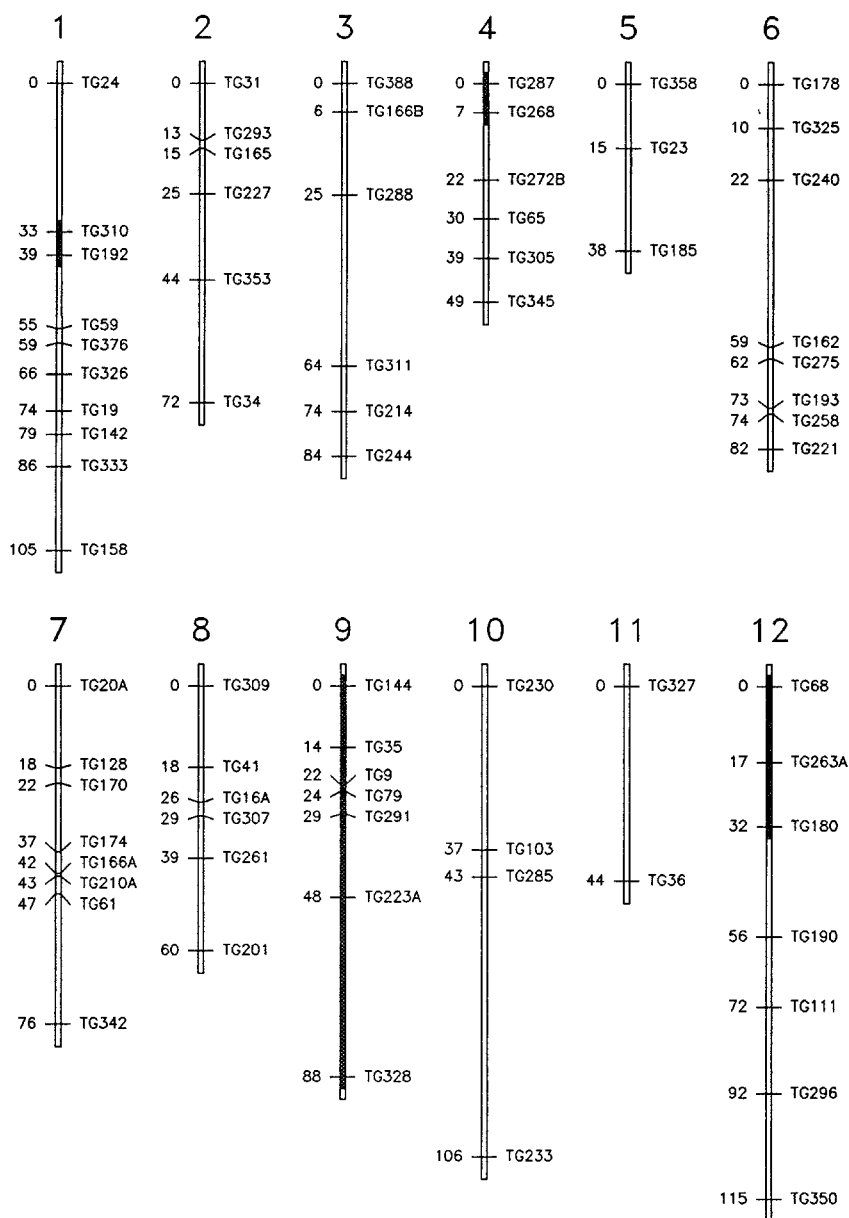 1
0 TG24
33 TG310
39 TG192
55 TG59
59 TG376
66 TG326
74 TG19
79 TG142
86 TG333
105 TG158
2
0 TG31
13 TG293
15 TG165
25 TG227
44 TG353
72 TG34
3
0 TG388
6 TG166B
25 TG288
64 TG311
74 TG214
84 TG244
4
0 TG287
7 TG268
22 TG272B
30 TG65
39 TG305
49 TG345
5
0 TG358
15 TG23
38 TG185
6
0 TG178
10 TG325
22 TG240
59 TG162
62 TG275
73 TG193
74 TG258
82 TG221
7
0 TG20A
18 TG128
22 TG170
37 TG174
42 TG166A
43 TG210A
47 TG61
76 TG342
8
0 TG309
18 TG41
26 TG16A
29 TG307
39 TG261
60 TG201
9
0 TG144
14 TG35
22 TG9
24 TG79
29 TG291
48 TG223A
88 TG328
10
0 TG230
37 TG103
43 TG285
106 TG233
11
0 TG327
44 TG36
12
0 TG68
17 TG263A
32 TG180
56 TG190
72 TG111
92 TG296
115 TG350